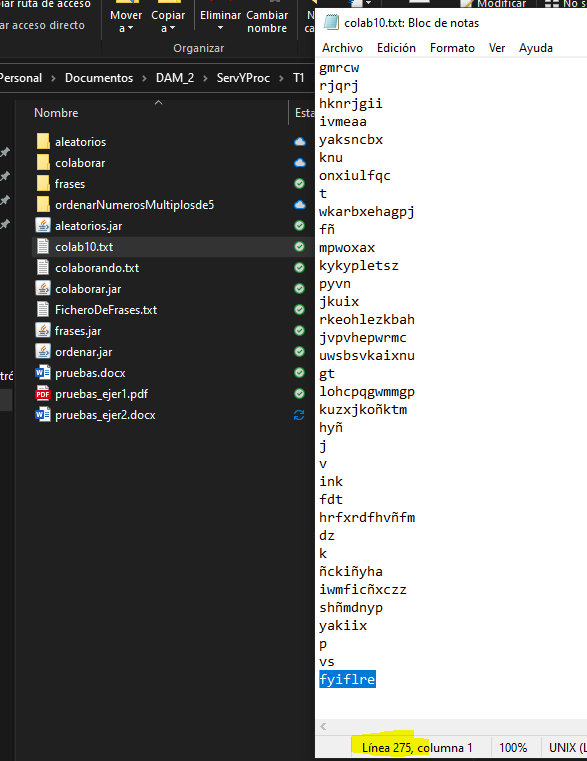 iar ruta de acceso
ar acceso directo
Mover a
Copiar a
Eliminar
Cambiar nombre
Organizar
Modificar
No s
Personal > Documentos > DAM_2 > ServYProc > T1
Nombre
Esta
aleatorios
colaborar
frases
ordenarNumerosMultiplosde5
aleatorios.jar
colab10.txt
colaborando.txt
colaborar.jar
FicheroDeFrases.txt
frases.jar
ordenar.jar
pruebas.docx
pruebas_ejer1.pdf
pruebas_ejer2.docx
tró
PDF
colab10.txt: Bloc de notas
Archivo Edición Formato Ver Ayuda
gmrcw
rjqrj
hknrjgii
ivmeaa
yaksncbx
knu
onxiulfqc
t
wkarbxehagpj
fñ
mpwoxax
kykypletsz
pyvn
jkuix
rkeohlezkbah
jvpvhepwrmc
uwsbsvkaixnu
gt
lohcpqgwmmgp
kuzxjkoñktm
hyñ
j
v
ink
fdt
hrfxrdfhvñfm
dz
k
ñckiñyha
iwmficñxczz
shñmdnyp
yakiix
p
vs
fyiflre
Línea 275, columna 1
100%
UNIX (L